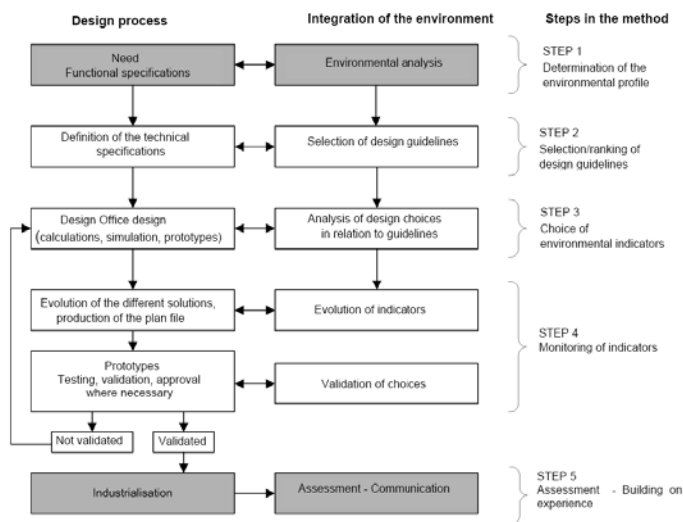 Design process
Integration of the environment
Steps in the method
Need
Functional specifications
Environmental analysis
STEP 1
Determination of the
environmental profile
Definition of the technical
specifications
Selection of design guidelines
STEP 2
Selection/ranking of
design guidelines
Design Office design
(calculations, simulation, prototypes)
Analysis of design choices
in relation to guidelines
STEP 3
Choice of
environmental indicators
Evolution of the different solutions,
production of the plan file
Evolution of indicators
STEP 4
Monitoring of indicators
Prototypes
Testing, validation, approval
where necessary
Validation of choices
Not validated
Validated
Industrialisation
Assessment - Communication
STEP 5
Assessment - Building on
experience